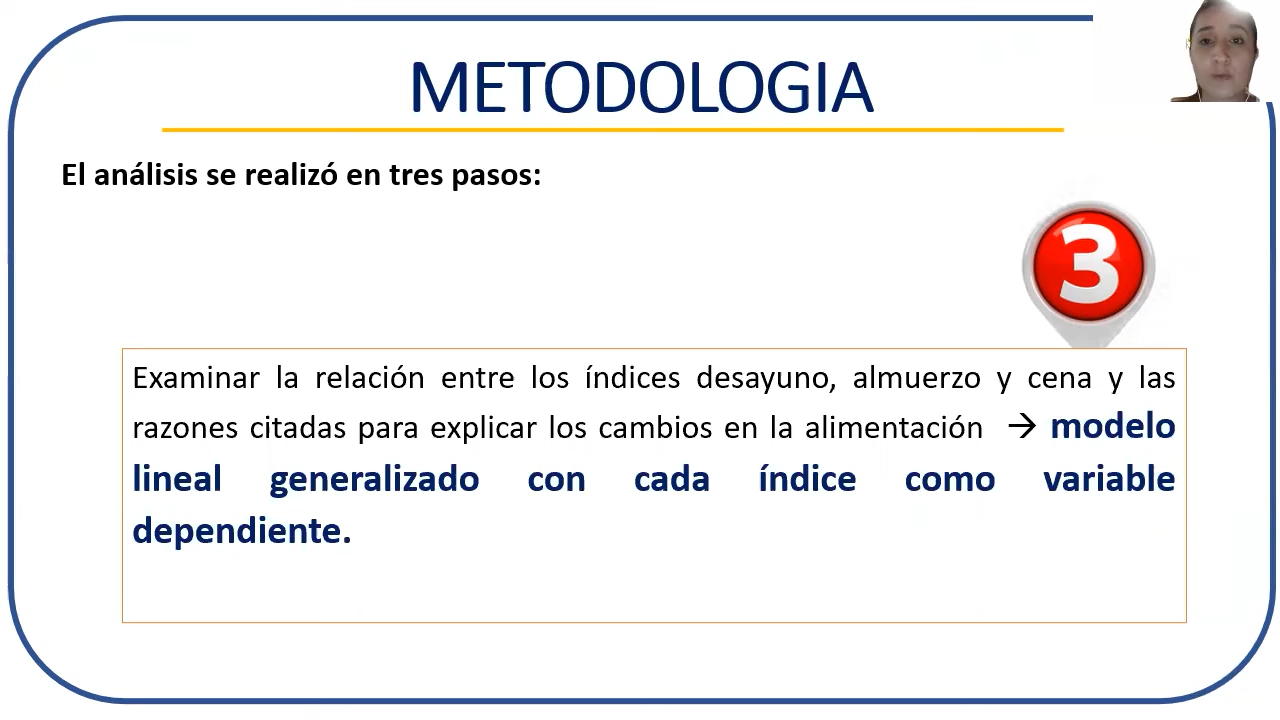 METODOLOGIA
El análisis se realizó en tres pasos:
3
Examinar la relación entre los índices desayuno, almuerzo y cena y las
razones citadas para explicar los cambios en la alimentación → modelo
lineal generalizado con cada índice como variable
dependiente.